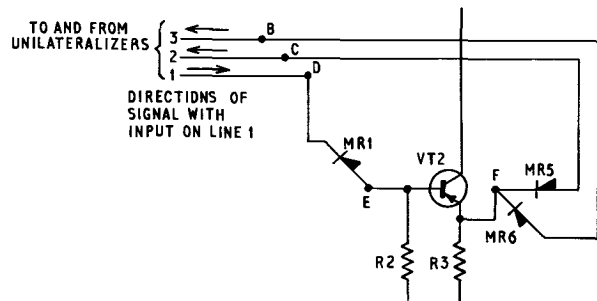 TO AND FROM
UNILATERALIZERS
3
2
1
B
C
D
DIRECTIONS OF
SIGNAL WITH
INPUT ON LINE 1
MR1
VT2
E
F
MR5
MR6
R2
R3